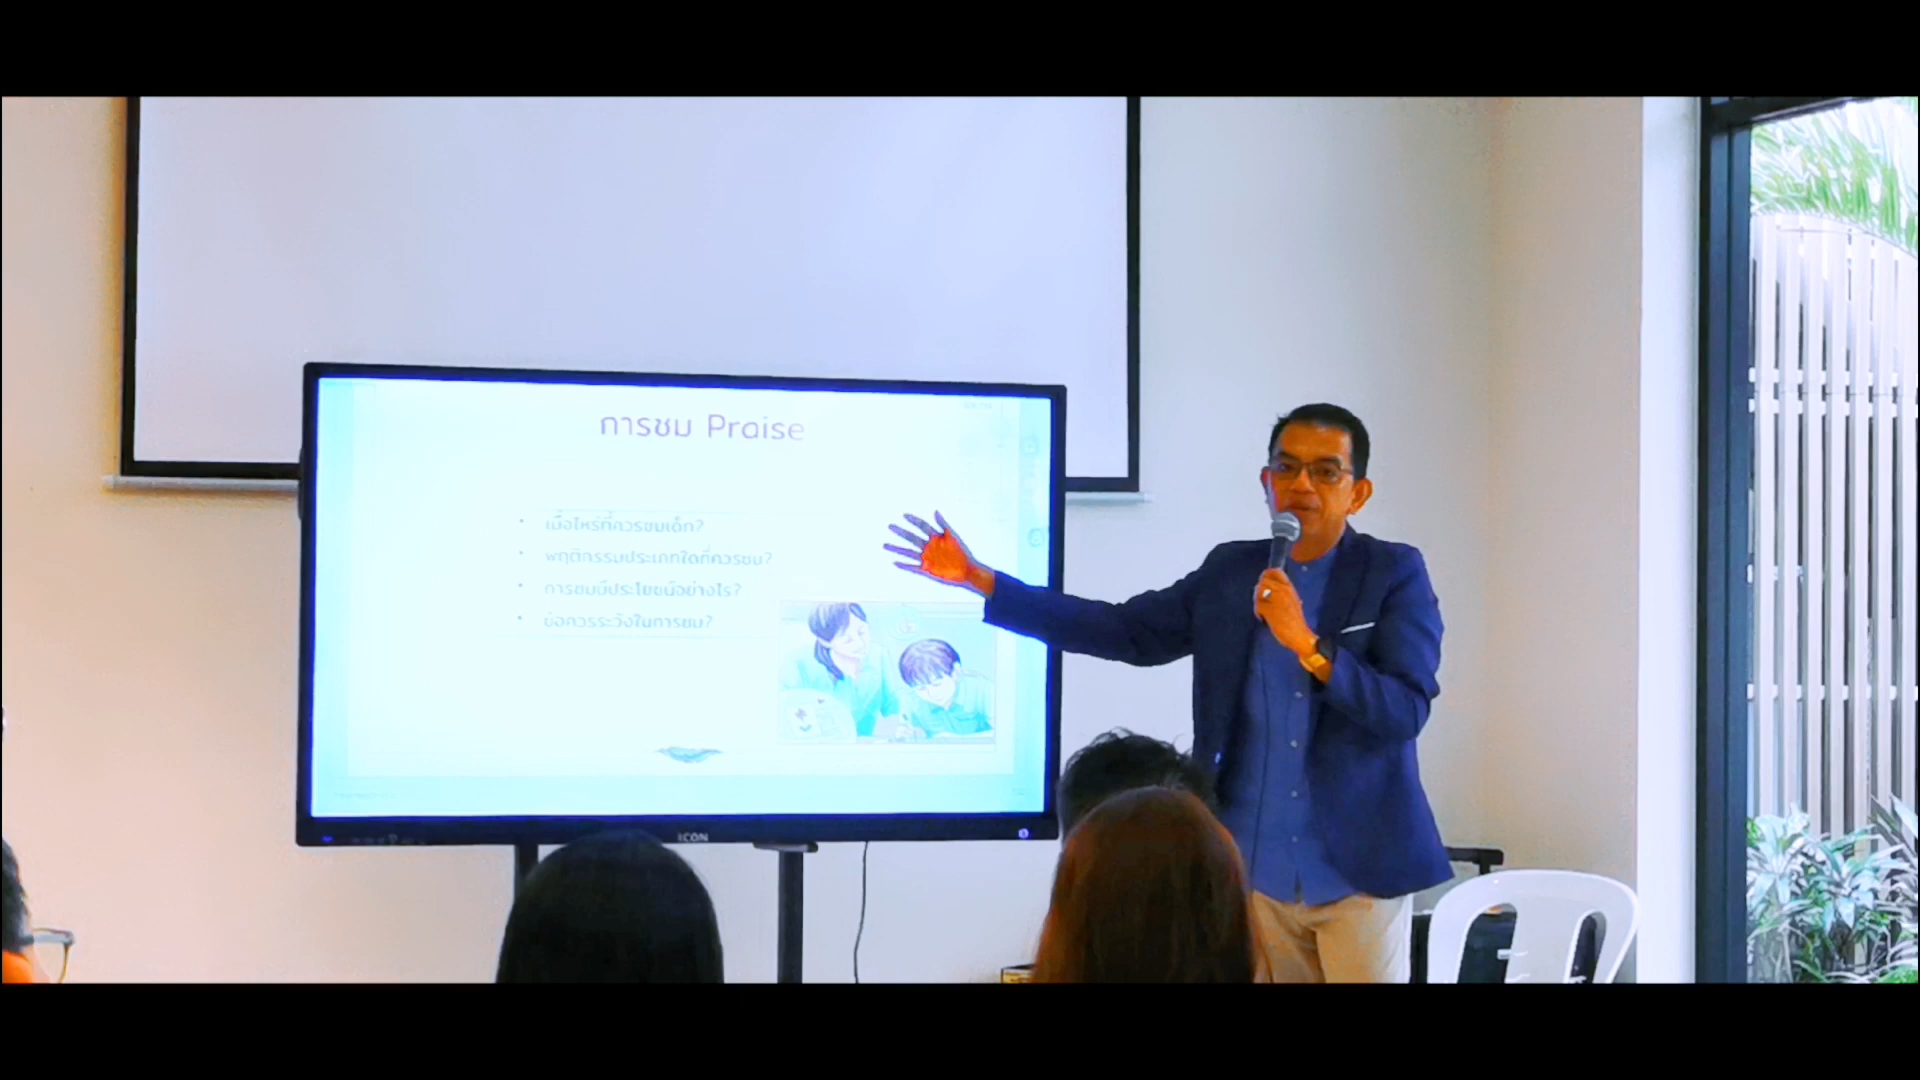 การชม Praise
• เมื่อไหร่ที่ควรชมเด็ก?
• พฤติกรรมประเภทใดที่ควรชม?
• การชมมีประโยชน์อย่างไร?
• ข้อควรระวังในการชม?
ICON